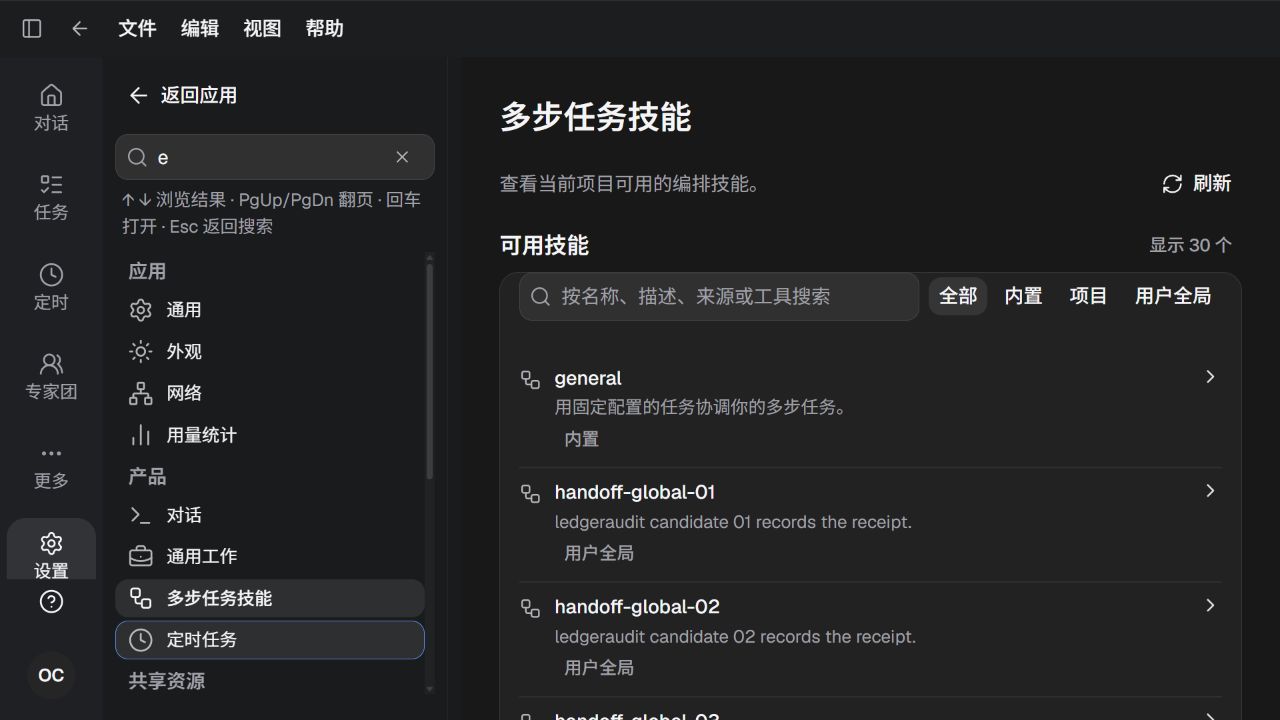 文件 编辑 视图 帮助
对话
任务
定时
专家团
更多
设置
OC
返回应用
e
↑↓ 浏览结果 · PgUp/PgDn 翻页 · 回车
打开 · Esc 返回搜索
应用
通用
外观
网络
用量统计
产品
对话
通用工作
多步任务技能
定时任务
共享资源
多步任务技能
查看当前项目可用的编排技能。
刷新
可用技能
显示 30 个
按名称、描述、来源或工具搜索
全部 内置 项目 用户全局
general
用固定配置的任务协调你的多步任务。
内置
handoff-global-01
ledgeraudit candidate 01 records the receipt.
用户全局
handoff-global-02
ledgeraudit candidate 02 records the receipt.
用户全局
handoff-global-03